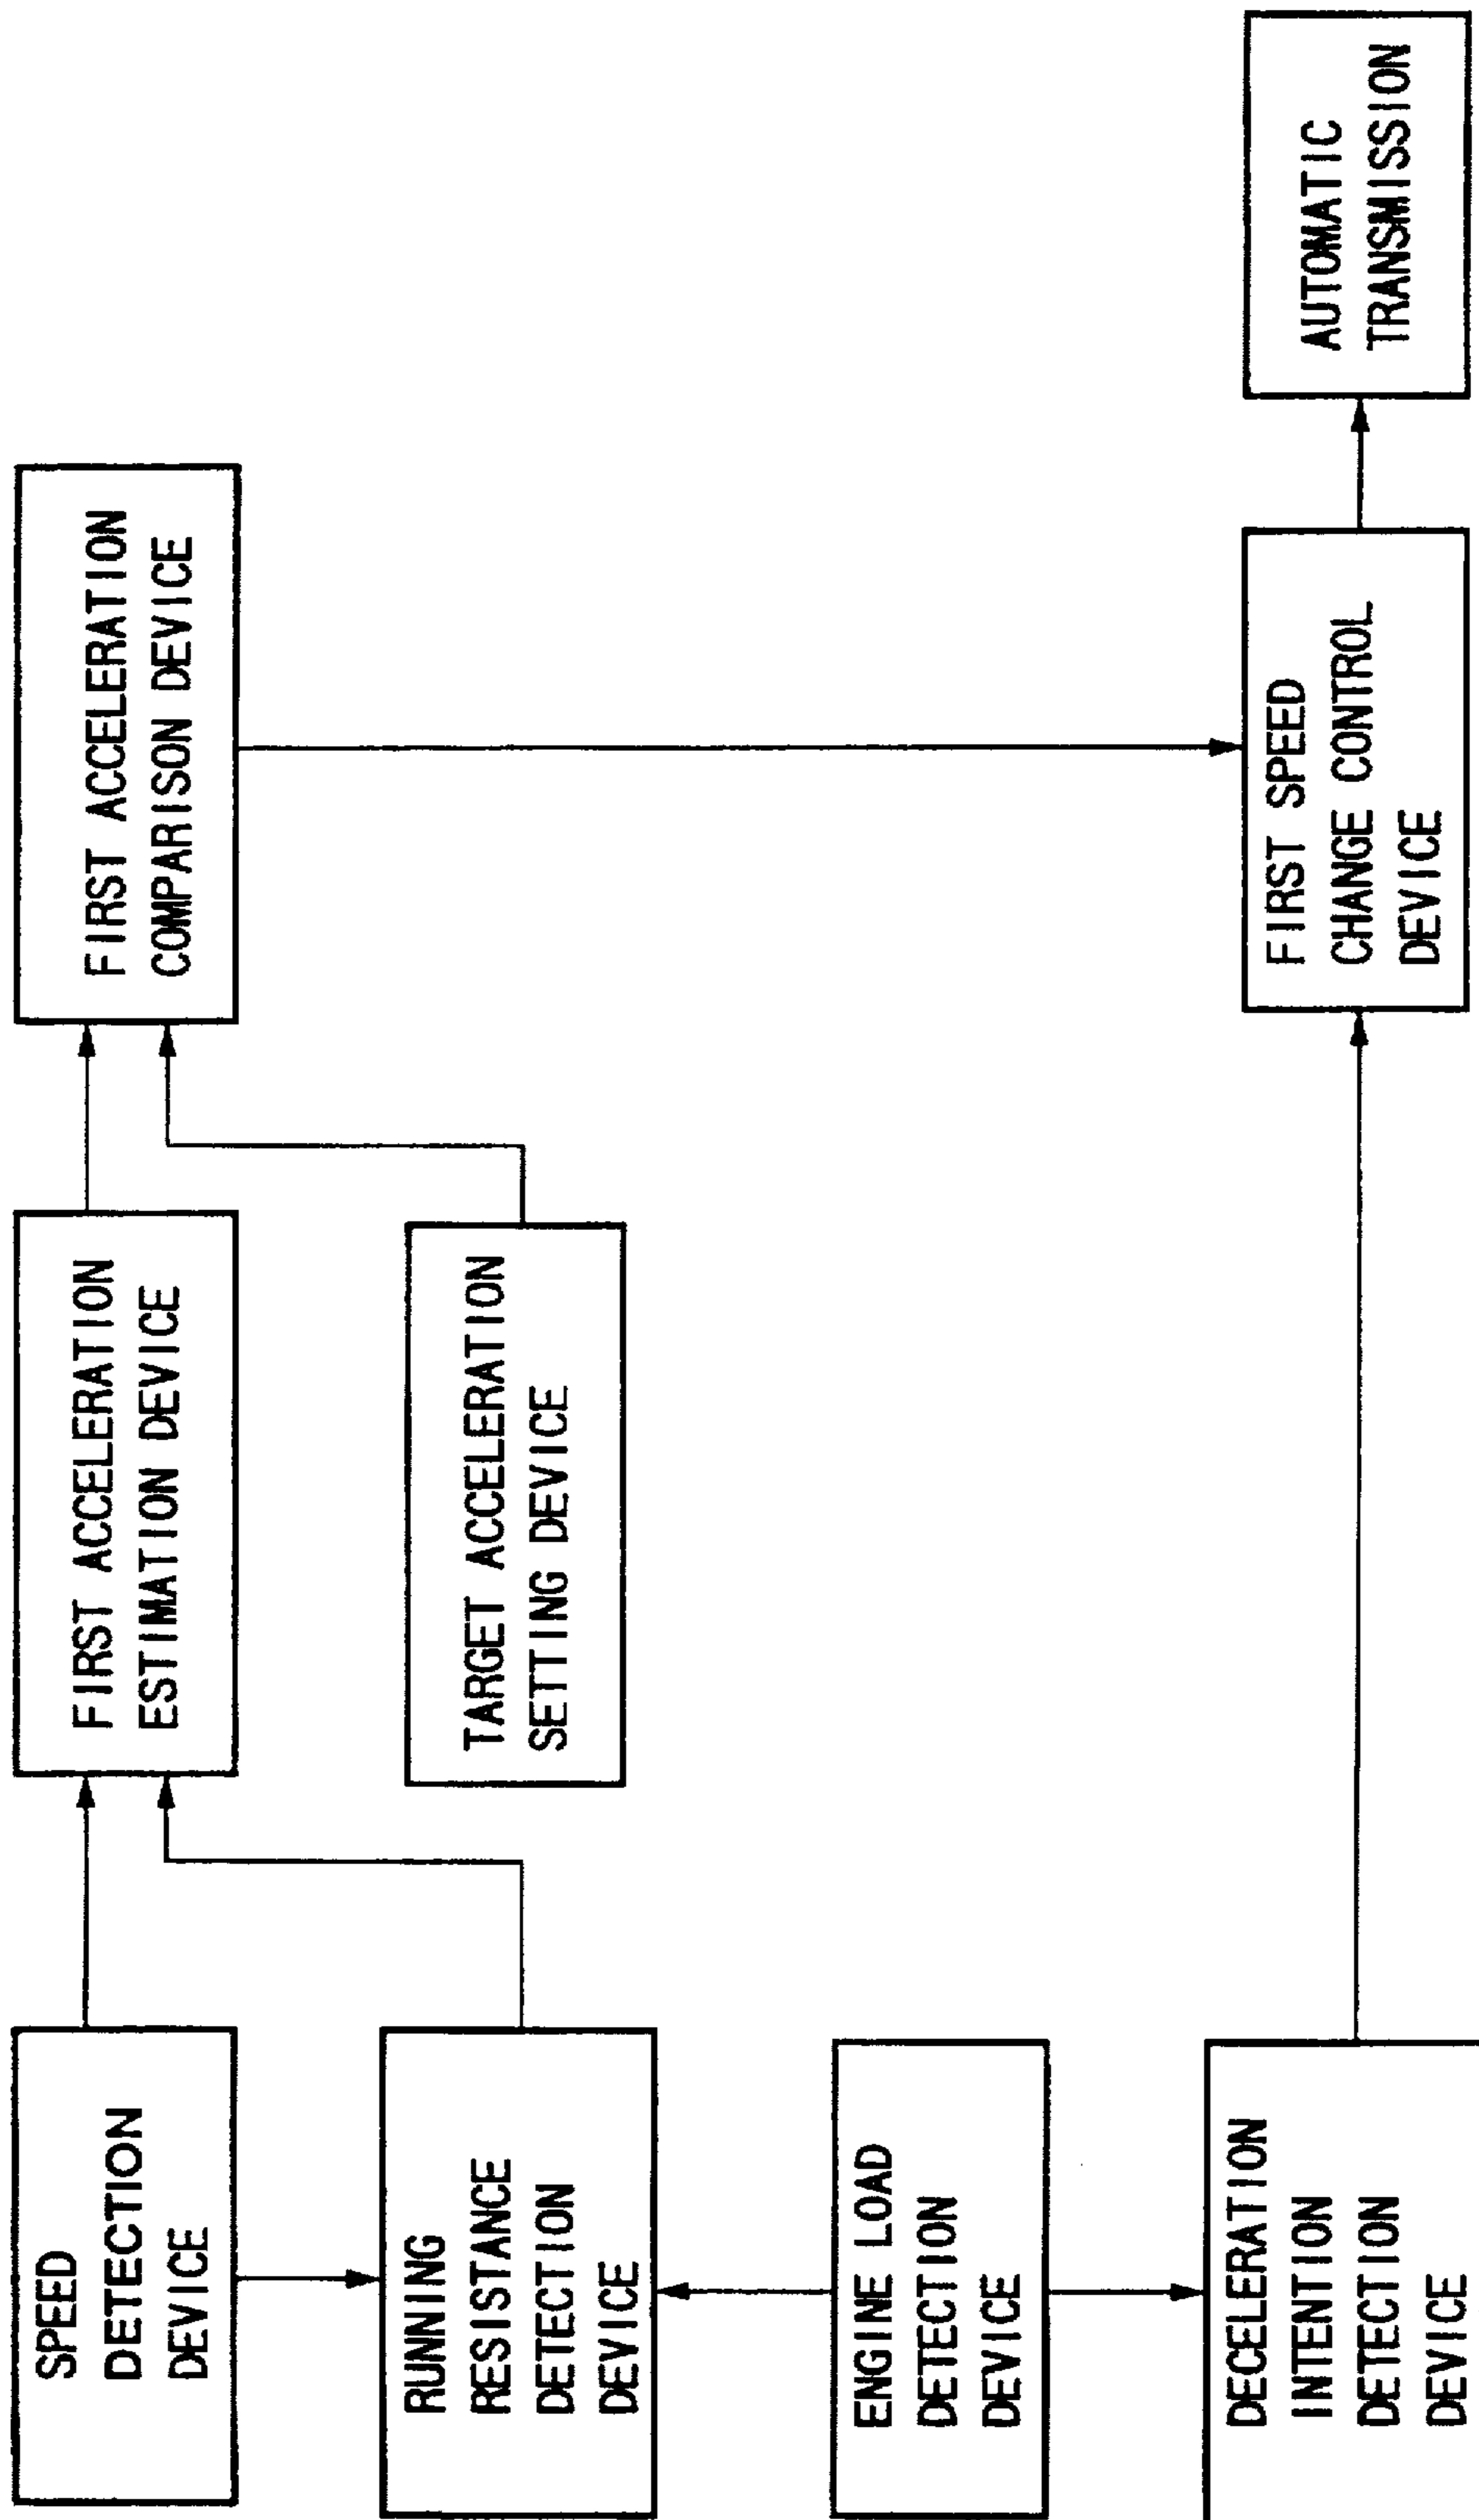 SPEED
DETECTION
DEVICE
FIRST ACCELERATION
ESTIMATION DEVICE
FIRST ACCELERATION
COMPARISON DEVICE
RUNNING
RESISTANCE
DETECTION
DEVICE
TARGET ACCELERATION
SETTING DEVICE
ENGINE LOAD
DETECTION
DEVICE
DECELERATION
INTENTION
DETECTION
DEVICE
FIRST SPEED
CHANGE CONTROL
DEVICE
AUTOMATIC
TRANSMISSION